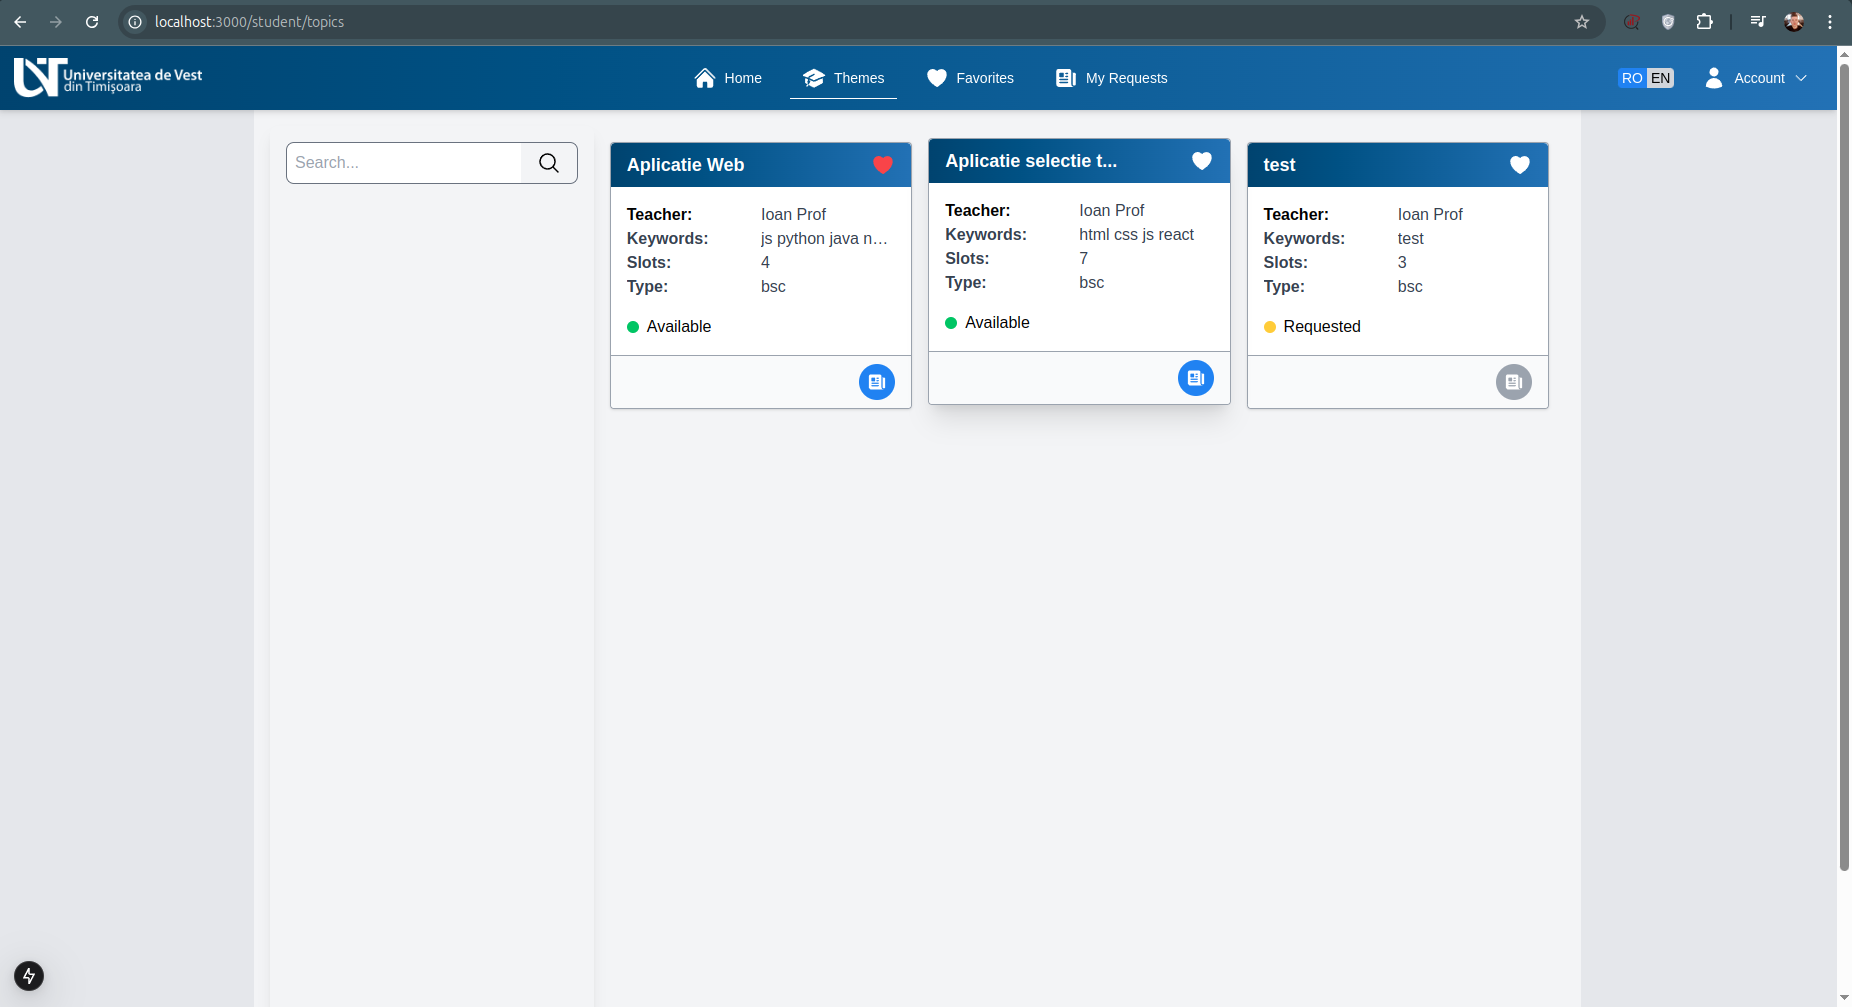 localhost:3000/student/topics
Universitatea de Vest
din Timişoara
Home
Themes
Favorites
My Requests
RO EN
Account
Search...
Aplicatie Web
Teacher: Ioan Prof
Keywords: js python java n...
Slots: 4
Type: bsc
Available
Aplicatie selectie t...
Teacher: Ioan Prof
Keywords: html css js react
Slots: 7
Type: bsc
Available
test
Teacher: Ioan Prof
Keywords: test
Slots: 3
Type: bsc
Requested